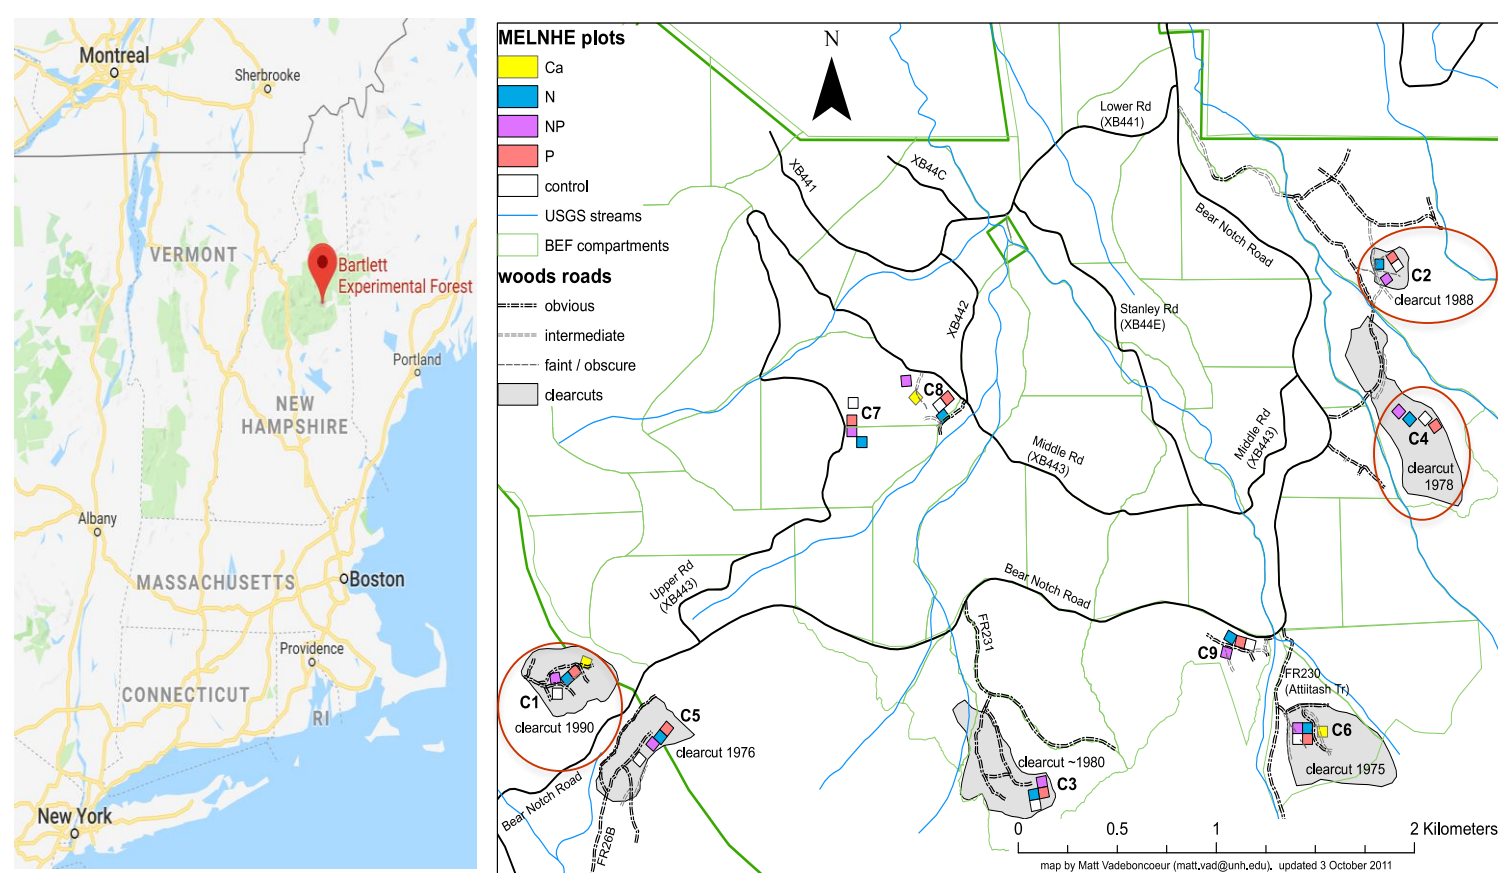 Montreal
Sherbrooke
VERMONT
Bartlett
Experimental Forest
Portland
NEW
HAMPSHIRE
Albany
MASSACHUSETTS
Boston
Providence
CONNECTICUT
RI
New York
MELNHE plots
Ca
N
NP
P
control
USGS streams
BEF compartments
woods roads
obvious
intermediate
faint / obscure
clearcuts
N
Lower Rd
(XB441)
XB441
XB44C
Bear Notch Road
C2
clearcut 1988
XB442
Stanley Rd
(XB44E)
C8
C7
Middle Rd
(XB443)
Middle Rd
(XB443)
C4
clearcut
1978
Upper Rd
(XB443)
Bear Notch Road
FR231
C9
FR230
(Attiitash Tr)
C1
clearcut 1990
C5
clearcut 1976
C6
clearcut 1975
clearcut ~1980
C3
Bear Notch Road
FR26B
0 0.5 1 2 Kilometers
map by Matt Vadeboncoeur (matt.vad@unh.edu), updated 3 October 2011